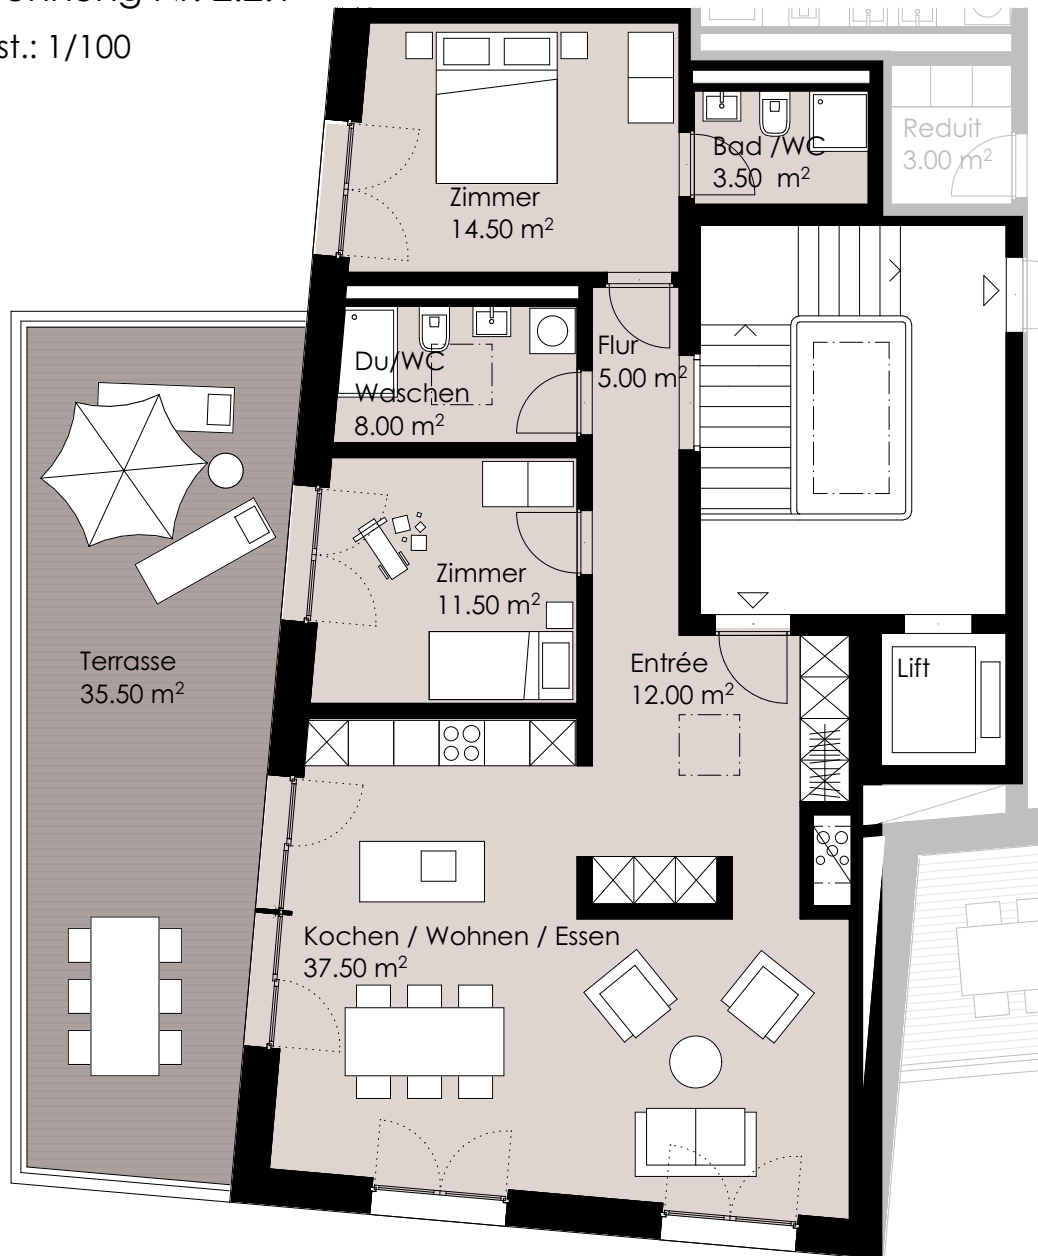 st.: 1/100
Zimmer
14.50 m²
Bad /WC
3.50 m²
Reduit
3.00 m²
Du/WC
Waschen
8.00 m²
Flur
5.00 m²
Zimmer
11.50 m²
Terrasse
35.50 m²
Entrée
12.00 m²
Lift
Kochen / Wohnen / Essen
37.50 m²